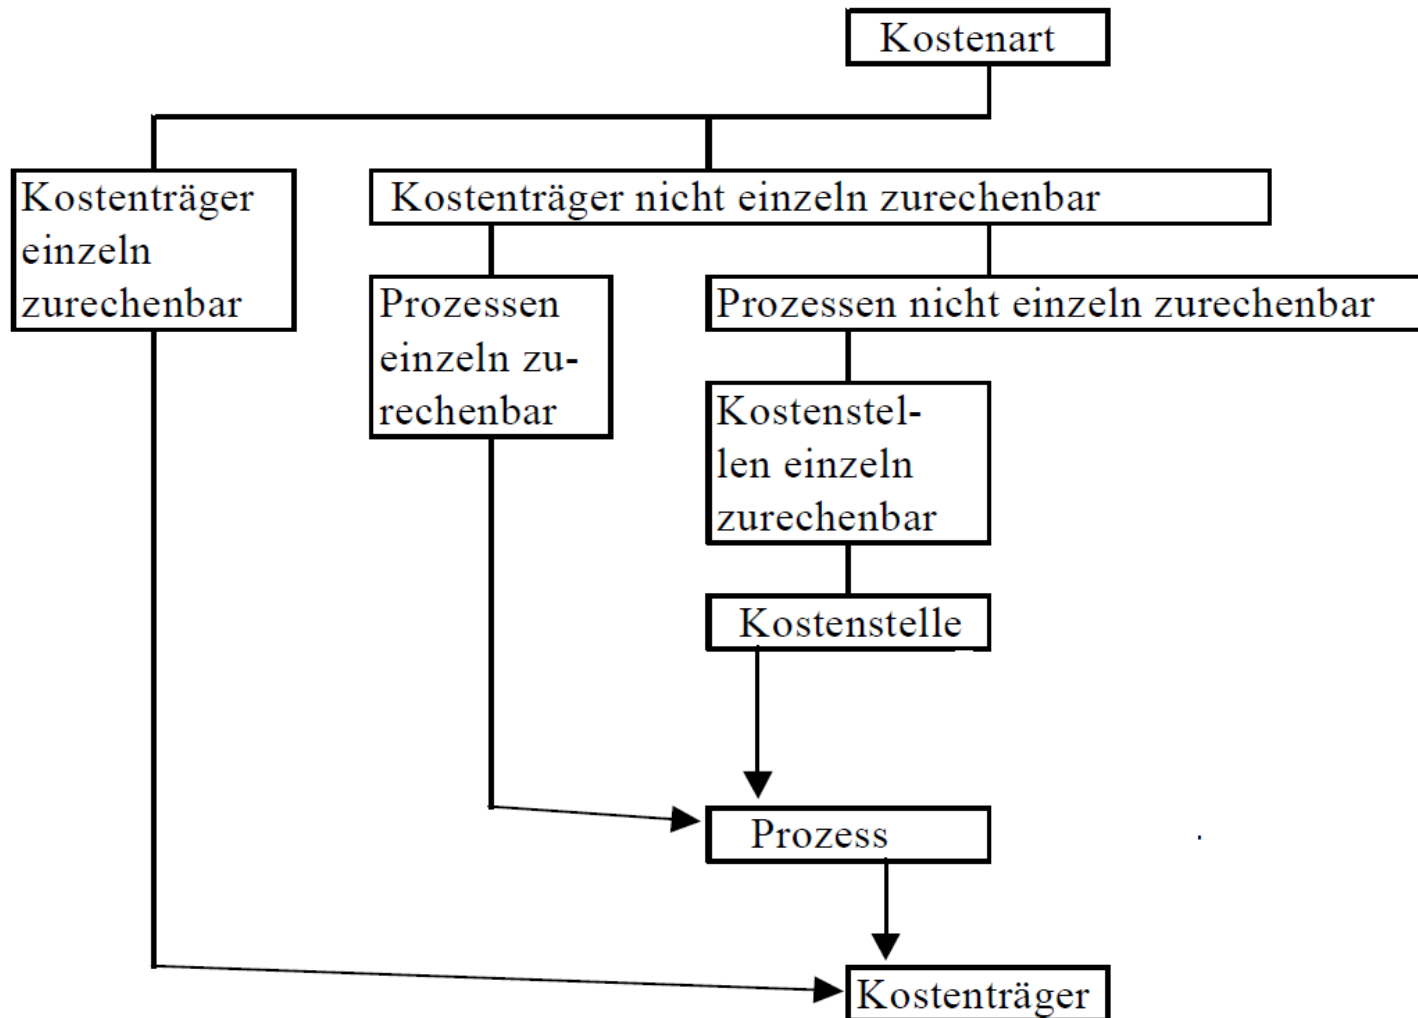 Kostenart
Kostenträger
einzeln
zurechenbar
Kostenträger nicht einzeln zurechenbar
Prozessen
einzeln zu-
rechenbar
Prozessen nicht einzeln zurechenbar
Kostenstel-
len einzeln
zurechenbar
Kostenstelle
Prozess
Kostenträger